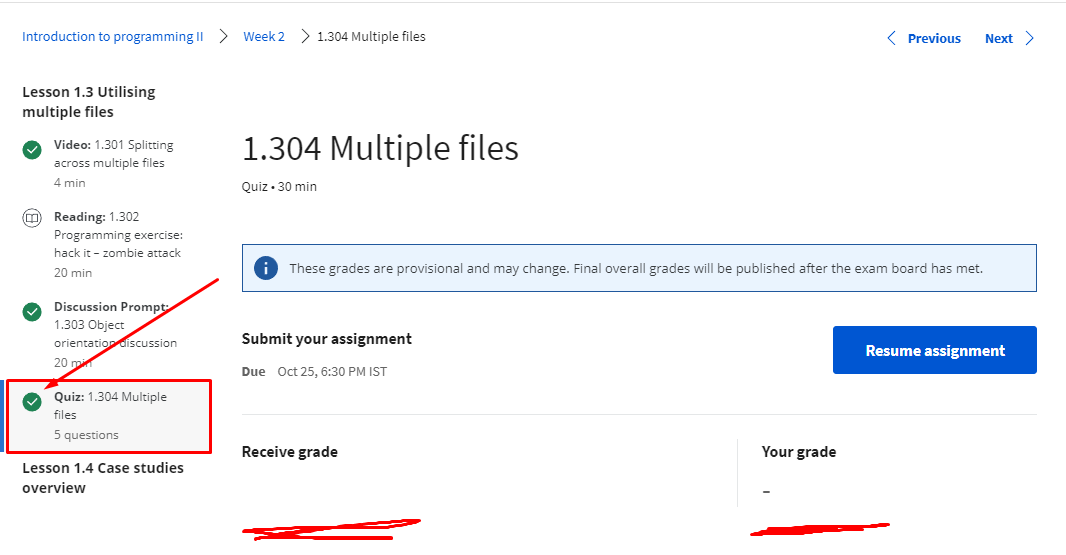 Introduction to programming II > Week 2 > 1.304 Multiple files
Previous Next
Lesson 1.3 Utilising
multiple files
Video: 1.301 Splitting
across multiple files
4 min
Reading: 1.302
Programming exercise:
hack it – zombie attack
20 min
Discussion Prompt:
1.303 Object
orientation discussion
20 min
Quiz: 1.304 Multiple
files
5 questions
Lesson 1.4 Case studies
overview
1.304 Multiple files
Quiz • 30 min
These grades are provisional and may change. Final overall grades will be published after the exam board has met.
Submit your assignment
Due Oct 25, 6:30 PM IST
Resume assignment
Receive grade
Your grade
–